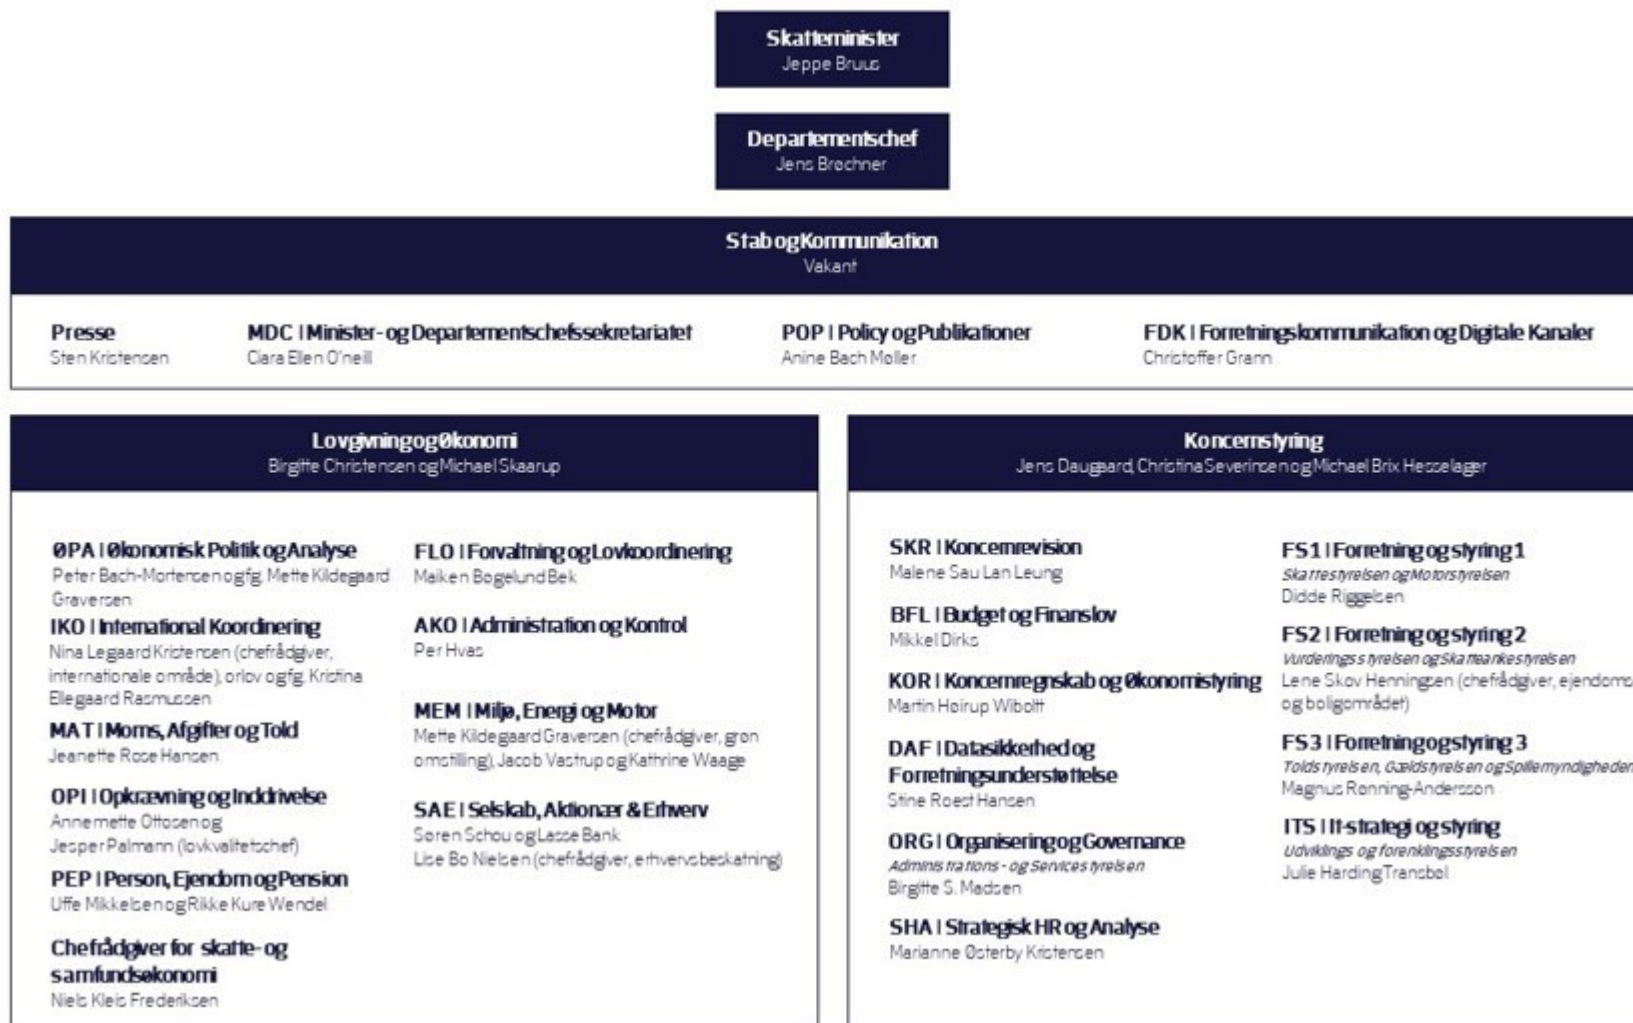 Skatteminister
Jeppe Bruus
Departementschef
Jens Brøchner
Stab og Kommunikation
Vakant
Presse
Sten Kristensen
MDC | Minister- og Departementschefssekretariatet
Ciara Ellen O'neill
POP | Policy og Publikationer
Anine Bach Møller
FDK | Forretningskommunikation og Digitale Kanaler
Christoffer Grann
Lovgivning og Økonomi
Birgitte Christensen og Michael Skaarup
ØPA | Økonomisk Politik og Analyse
Peter Bach-Mortensen og fg. Mette Kildegaard
Graversen
IKO | International Koordinering
Nina Legaard Kristensen (chefrådgiver,
internationale område), orlov og fg. Kristina
Ellegaard Rasmussen
MAT | Moms, Afgifter og Told
Jeanette Rose Hansen
OPI | Opkrævning og Inddrivelse
Annemette Ottosen og
Jesper Palmann (lovkvalitetschef)
PEP | Person, Ejendom og Pension
Uffe Mikkelsen og Rikke Kure Wendel
Chefrådgiver for skatte- og
samfundsøkonomi
Niels Kleis Frederiksen
FLO | Forvaltning og Lovkoordinering
Maiken Bøgelund Bek
AKO | Administration og Kontrol
Per Hvas
MEM | Miljø, Energi og Motor
Mette Kildegaard Graversen (chefrådgiver, grøn
omstilling), Jacob Vastrup og Kathrine Waage
SAE | Selskab, Aktionær & Erhverv
Søren Schou og Lasse Bank
Lise Bo Nielsen (chefrådgiver, erhvervsbeskatning)
Koncernstyring
Jens Daugaard, Christina Severinsen og Michael Brix Hesselager
SKR | Koncernrevision
Malene Sau Lan Leung
BFL | Budget og Finanslov
Mikkel Dirks
KOR | Koncernregnskab og Økonomistyring
Martin Høirup Wiboltt
DAF | Datasikkerhed og
Forretningsunderstøttelse
Stine Roest Hansen
ORG | Organisering og Governance
Administrations- og Servicestyrelsen
Birgitte S. Madsen
SHA | Strategisk HR og Analyse
Marianne Østerby Kristensen
FS1 | Forretning og styring 1
Skattestyrelsen og Motorstyrelsen
Didde Riggelsen
FS2 | Forretning og styring 2
Vurderingsstyrelsen og Skatteankestyrelsen
Lene Skov Henningsen (chefrådgiver, ejendoms
og boligområdet)
FS3 | Forretning og styring 3
Toldstyrelsen, Gældstyrelsen og Spillemyndigheden
Magnus Rønning-Andersson
ITS | It-strategi og styring
Udviklings og forenklingsstyrelsen
Julie Harding Transbøl